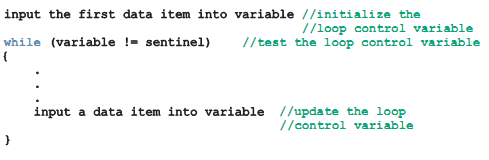 input the first data item into variable //initialize the
//loop control variable
while (variable != sentinel) //test the loop control variable
{
.
.
.
input a data item into variable //update the loop
//control variable
}